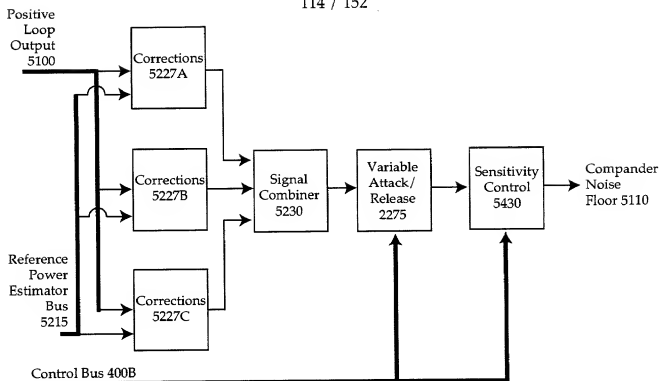 114 / 152
Positive
Loop
Output
5100
Corrections
5227A
Corrections
5227B
Corrections
5227C
Signal
Combiner
5230
Variable
Attack/
Release
2275
Sensitivity
Control
5430
Compander
Noise
Floor 5110
Reference
Power
Estimator
Bus
5215
Control Bus 400B